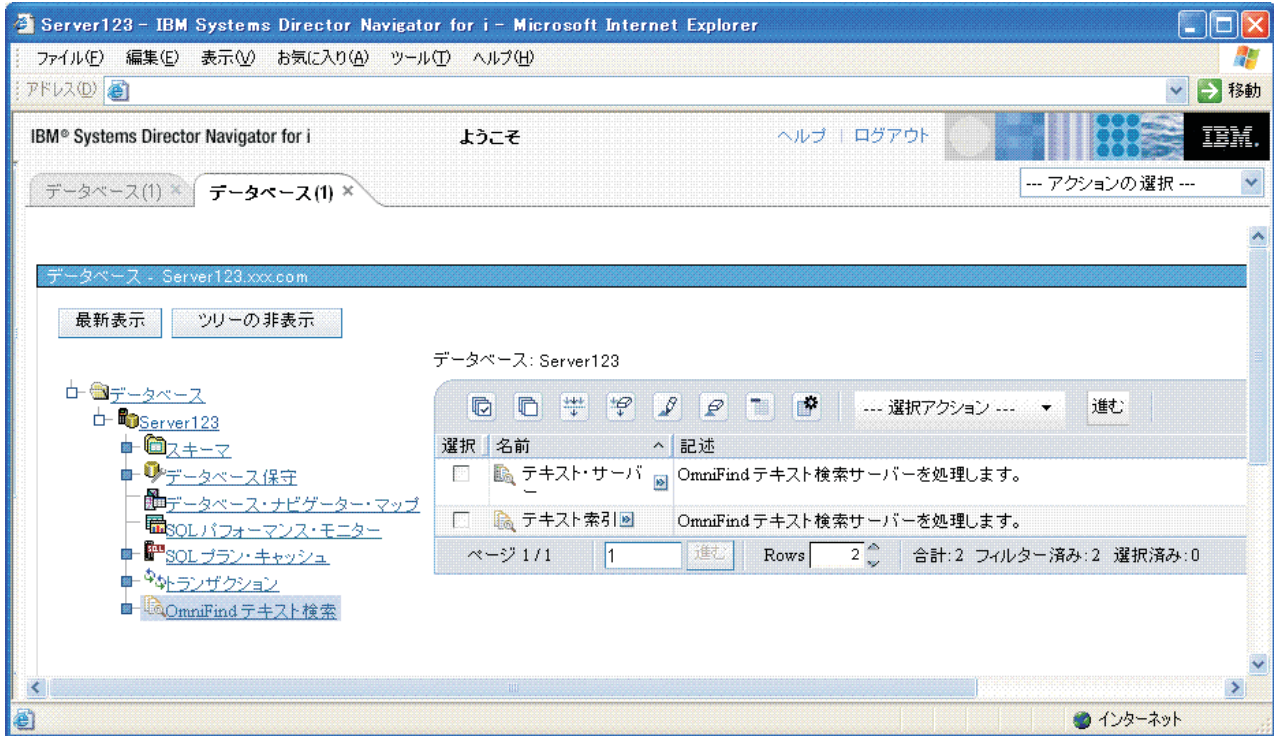 Server123 - IBM Systems Director Navigator for i - Microsoft Internet Explorer
ファイル(F) 編集(E) 表示(V) お気に入り(A) ツール(T) ヘルプ(H)
アドレス(D) 移動
IBM® Systems Director Navigator for i ようこそ ヘルプ | ログアウト IBM.
データベース(1) × データベース(1) × --- アクションの選択 ---
データベース - Server123.xxx.com
最新表示 ツリーの非表示
データベース: Server123
データベース
Server123
スキーマ
データベース保守
データベース・ナビゲーター・マップ
SQL パフォーマンス・モニター
SQL プラン・キャッシュ
トランザクション
OmniFind テキスト検索
--- 選択アクション --- 進む
選択 名前 記述
テキスト・サーバー OmniFind テキスト検索サーバーを処理します。
テキスト索引 OmniFind テキスト検索サーバーを処理します。
ページ 1/1 1 進む Rows 2 合計:2 フィルター済み:2 選択済み:0
インターネット